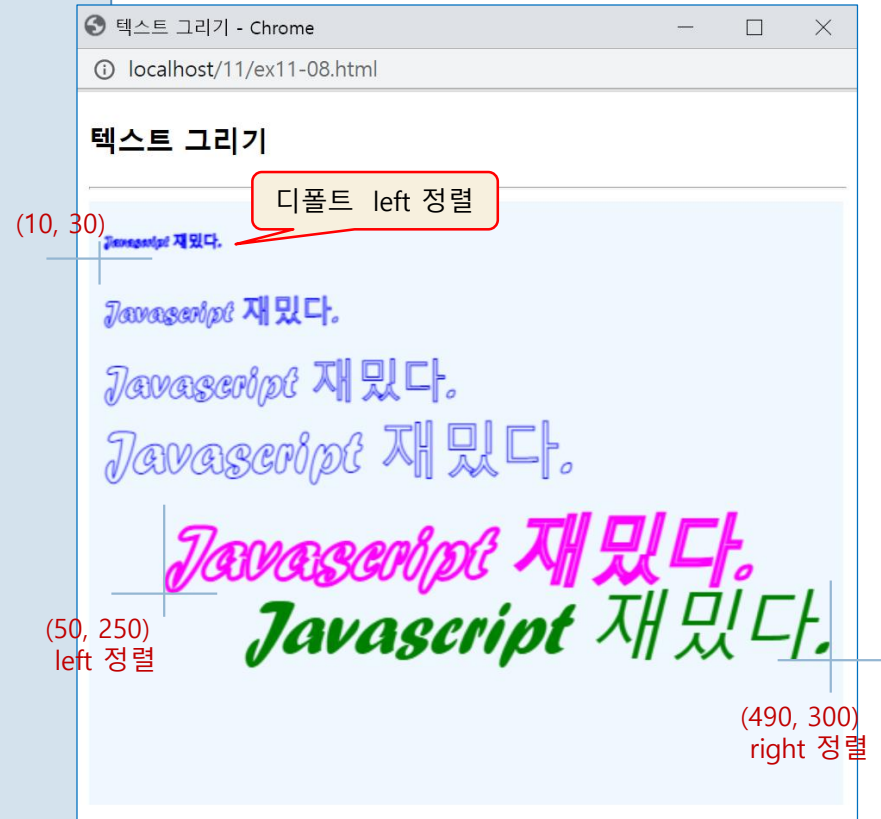 텍스트 그리기 - Chrome
localhost/11/ex11-08.html
텍스트 그리기
디폴트 left 정렬
(10, 30)
Javascript 재밌다.
Javascript 재밌다.
Javascript 재밌다.
Javascript 재밌다.
Javascript 재밌다.
Javascript 재밌다.
(50, 250)
left 정렬
(490, 300)
right 정렬